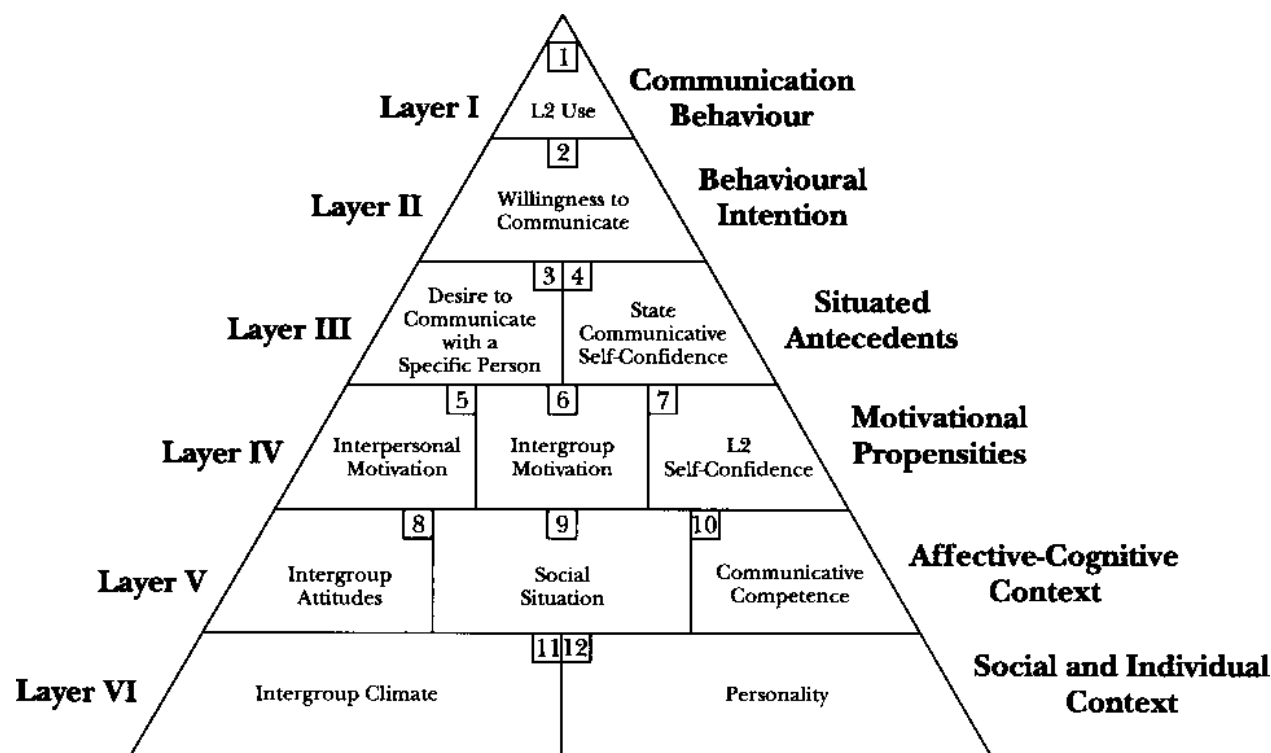 1
Layer I
L2 Use
Communication
Behaviour
2
Layer II
Willingness to
Communicate
Behavioural
Intention
3 4
Layer III
Desire to
Communicate
with a
Specific Person
State
Communicative
Self-Confidence
Situated
Antecedents
5 6 7
Layer IV
Interpersonal
Motivation
Intergroup
Motivation
L2
Self-Confidence
Motivational
Propensities
8 9 10
Layer V
Intergroup
Attitudes
Social
Situation
Communicative
Competence
Affective-Cognitive
Context
11 12
Layer VI
Intergroup Climate
Personality
Social and Individual
Context